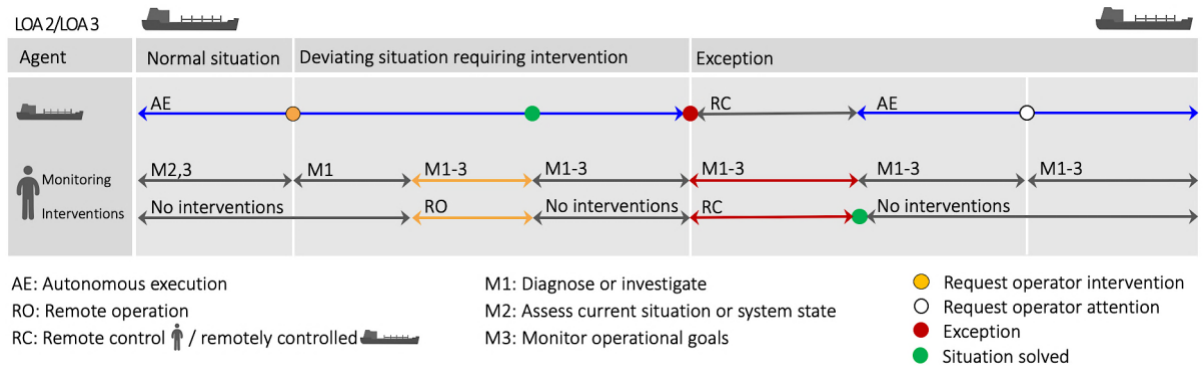 LOA 2/LOA 3
Agent Normal situation Deviating situation requiring intervention Exception
AE RC AE
Monitoring M2,3 M1 M1-3 M1-3 M1-3 M1-3 M1-3
Interventions No interventions RO No interventions RC No interventions
AE: Autonomous execution
RO: Remote operation
RC: Remote control / remotely controlled
M1: Diagnose or investigate
M2: Assess current situation or system state
M3: Monitor operational goals
Request operator intervention
Request operator attention
Exception
Situation solved